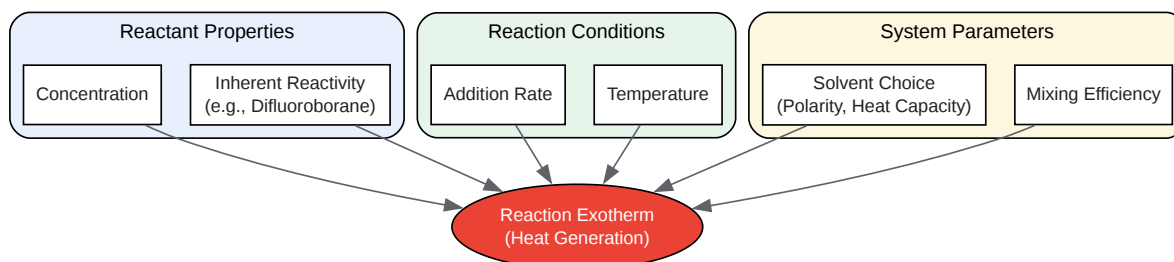 Reactant Properties
Reaction Conditions
System Parameters
Concentration
Inherent Reactivity
(e.g., Difluoroborane)
Addition Rate
Temperature
Solvent Choice
(Polarity, Heat Capacity)
Mixing Efficiency
Reaction Exotherm
(Heat Generation)